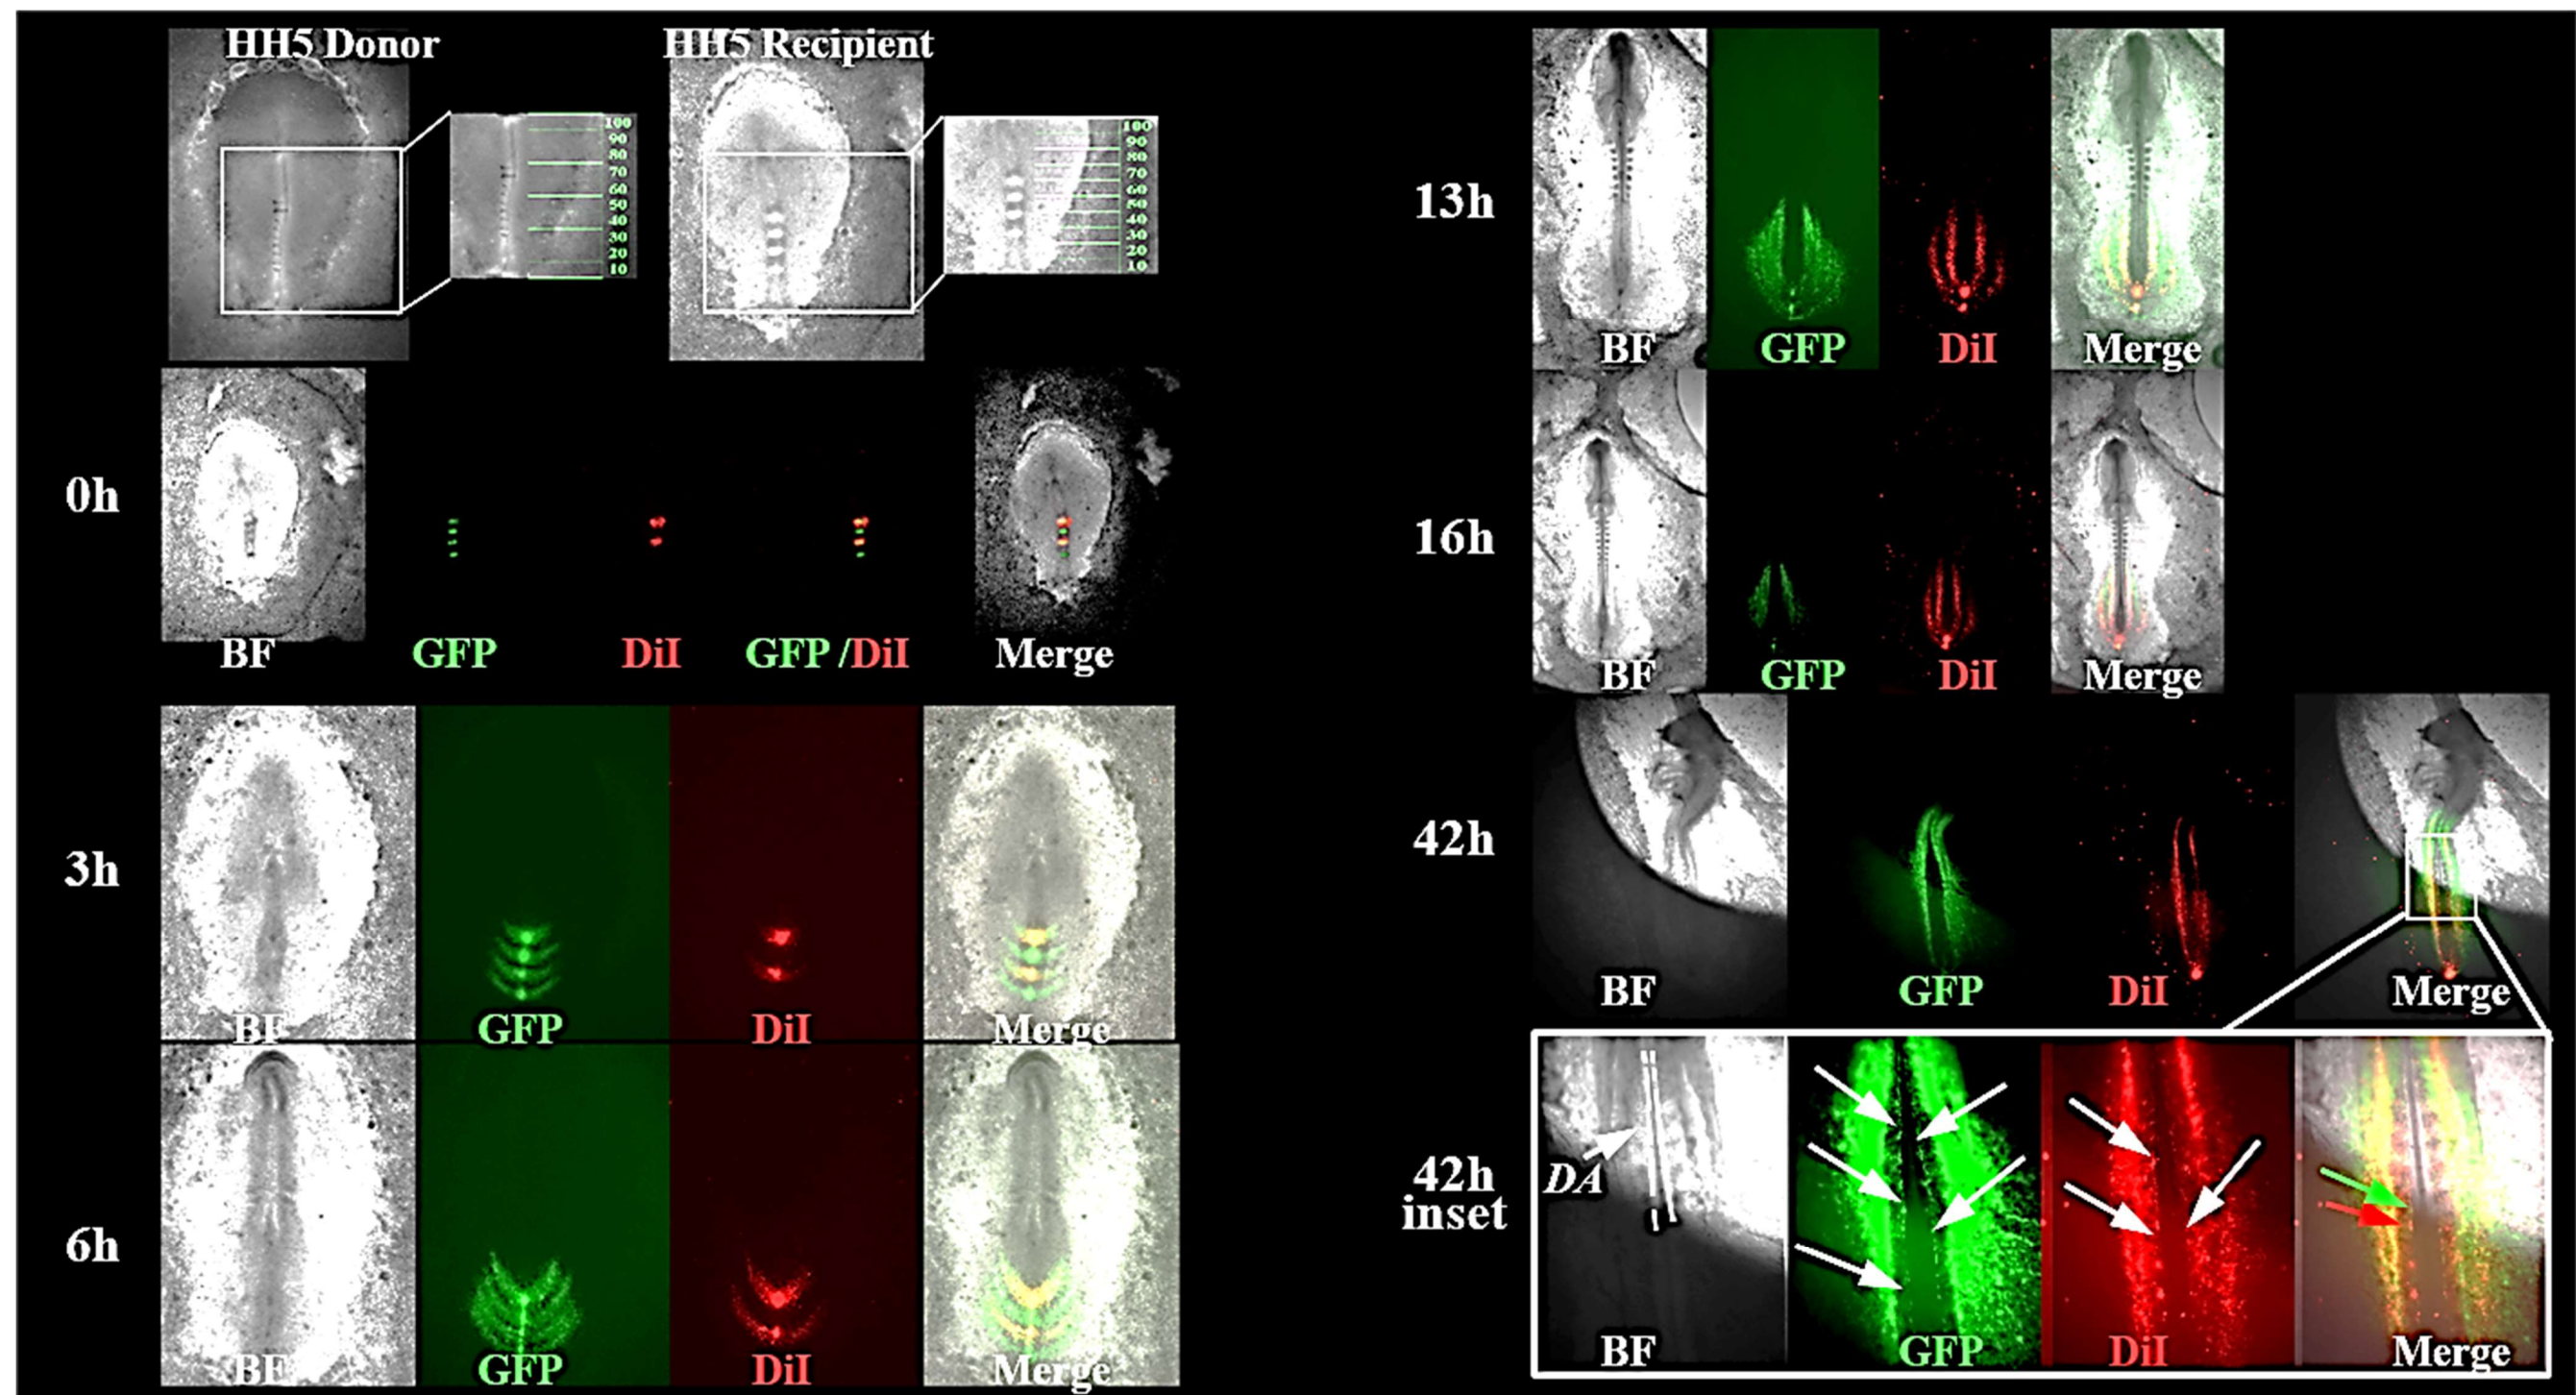 HH5 Donor
100
90
80
70
60
50
40
30
20
10
HH5 Recipient
100
90
80
70
60
50
40
30
20
10
0h
BF
GFP
DiI
GFP /DiI
Merge
3h
BF
GFP
DiI
Merge
6h
BF
GFP
DiI
Merge
13h
BF
GFP
DiI
Merge
16h
BF
GFP
DiI
Merge
42h
BF
GFP
DiI
Merge
42h
inset
DA
BF
GFP
DiI
Merge